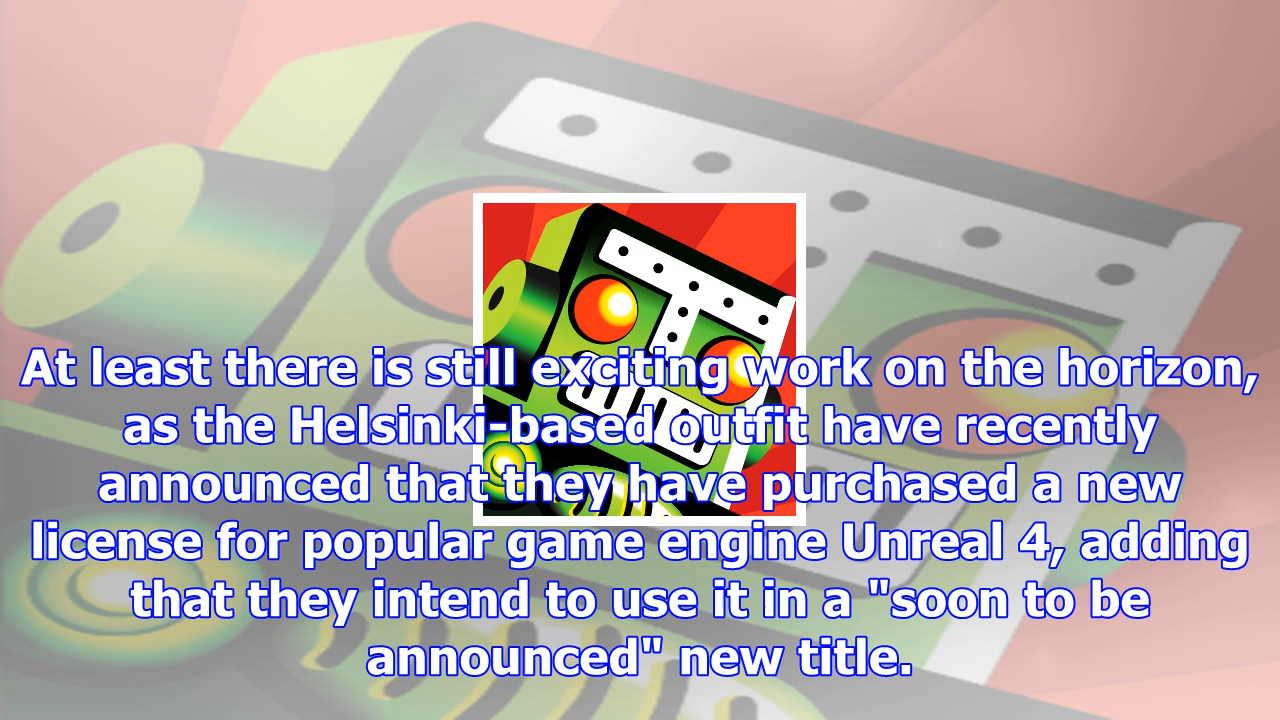 At least there is still exciting work on the horizon,
as the Helsinki-based outfit have recently
announced that they have purchased a new
license for popular game engine Unreal 4, adding
that they intend to use it in a "soon to be
announced" new title.